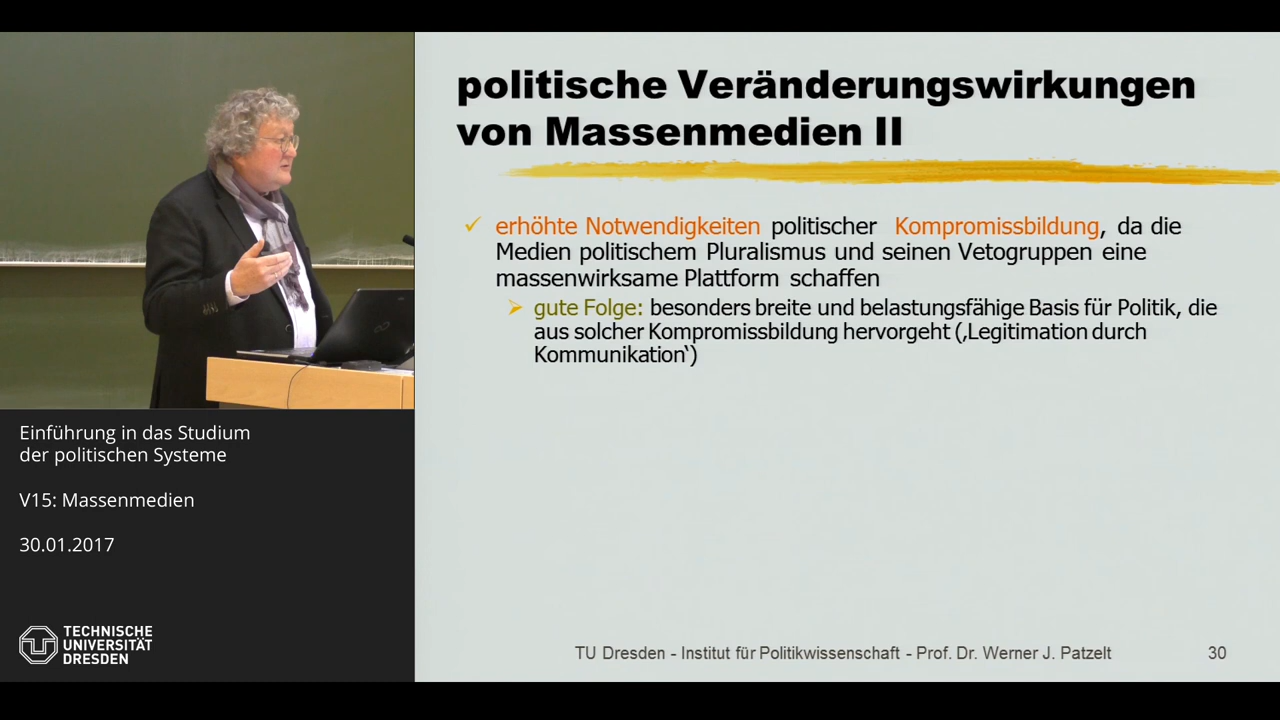 politische Veränderungswirkungen
von Massenmedien II
✓ erhöhte Notwendigkeiten politischer Kompromissbildung, da die
Medien politischem Pluralismus und seinen Vetogruppen eine
massenwirksame Plattform schaffen
➢ gute Folge: besonders breite und belastungsfähige Basis für Politik, die
aus solcher Kompromissbildung hervorgeht (‚Legitimation durch
Kommunikation‘)
Einführung in das Studium
der politischen Systeme
V15: Massenmedien
30.01.2017
TECHNISCHE
UNIVERSITÄT
DRESDEN
TU Dresden - Institut für Politikwissenschaft - Prof. Dr. Werner J. Patzelt
30